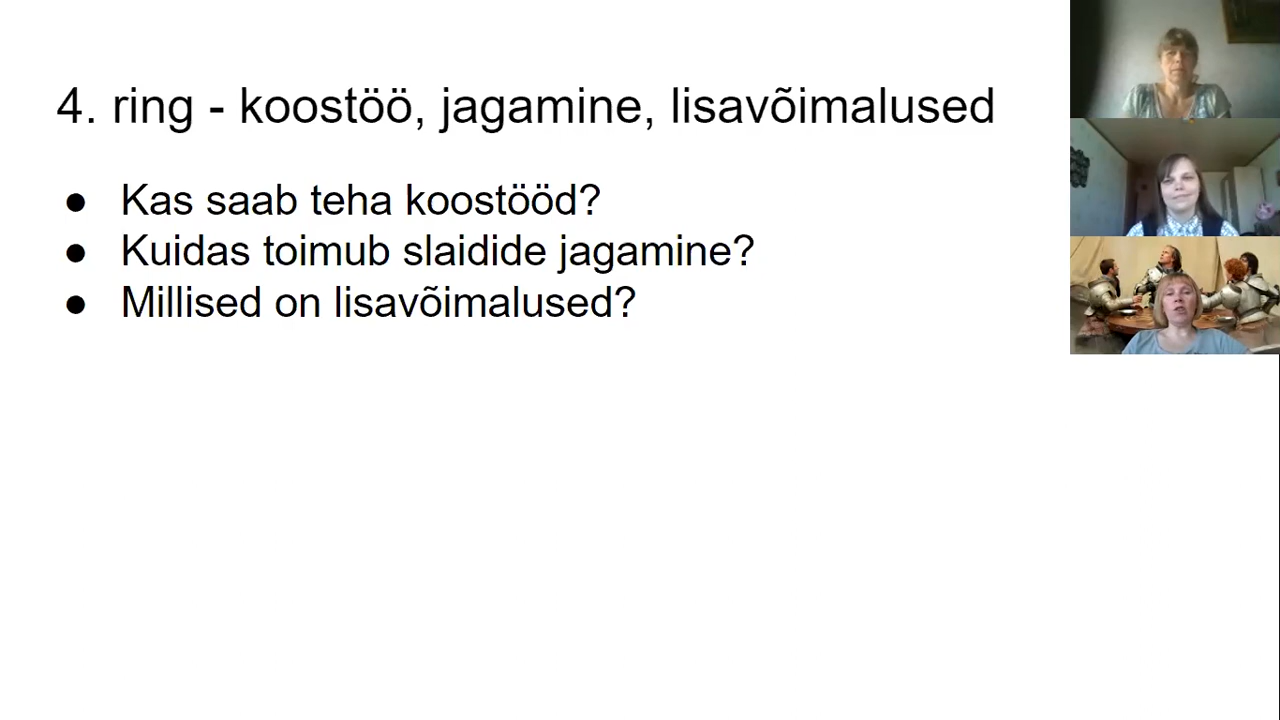 4. ring - koostöö, jagamine, lisavõimalused
● Kas saab teha koostööd?
● Kuidas toimub slaidide jagamine?
● Millised on lisavõimalused?